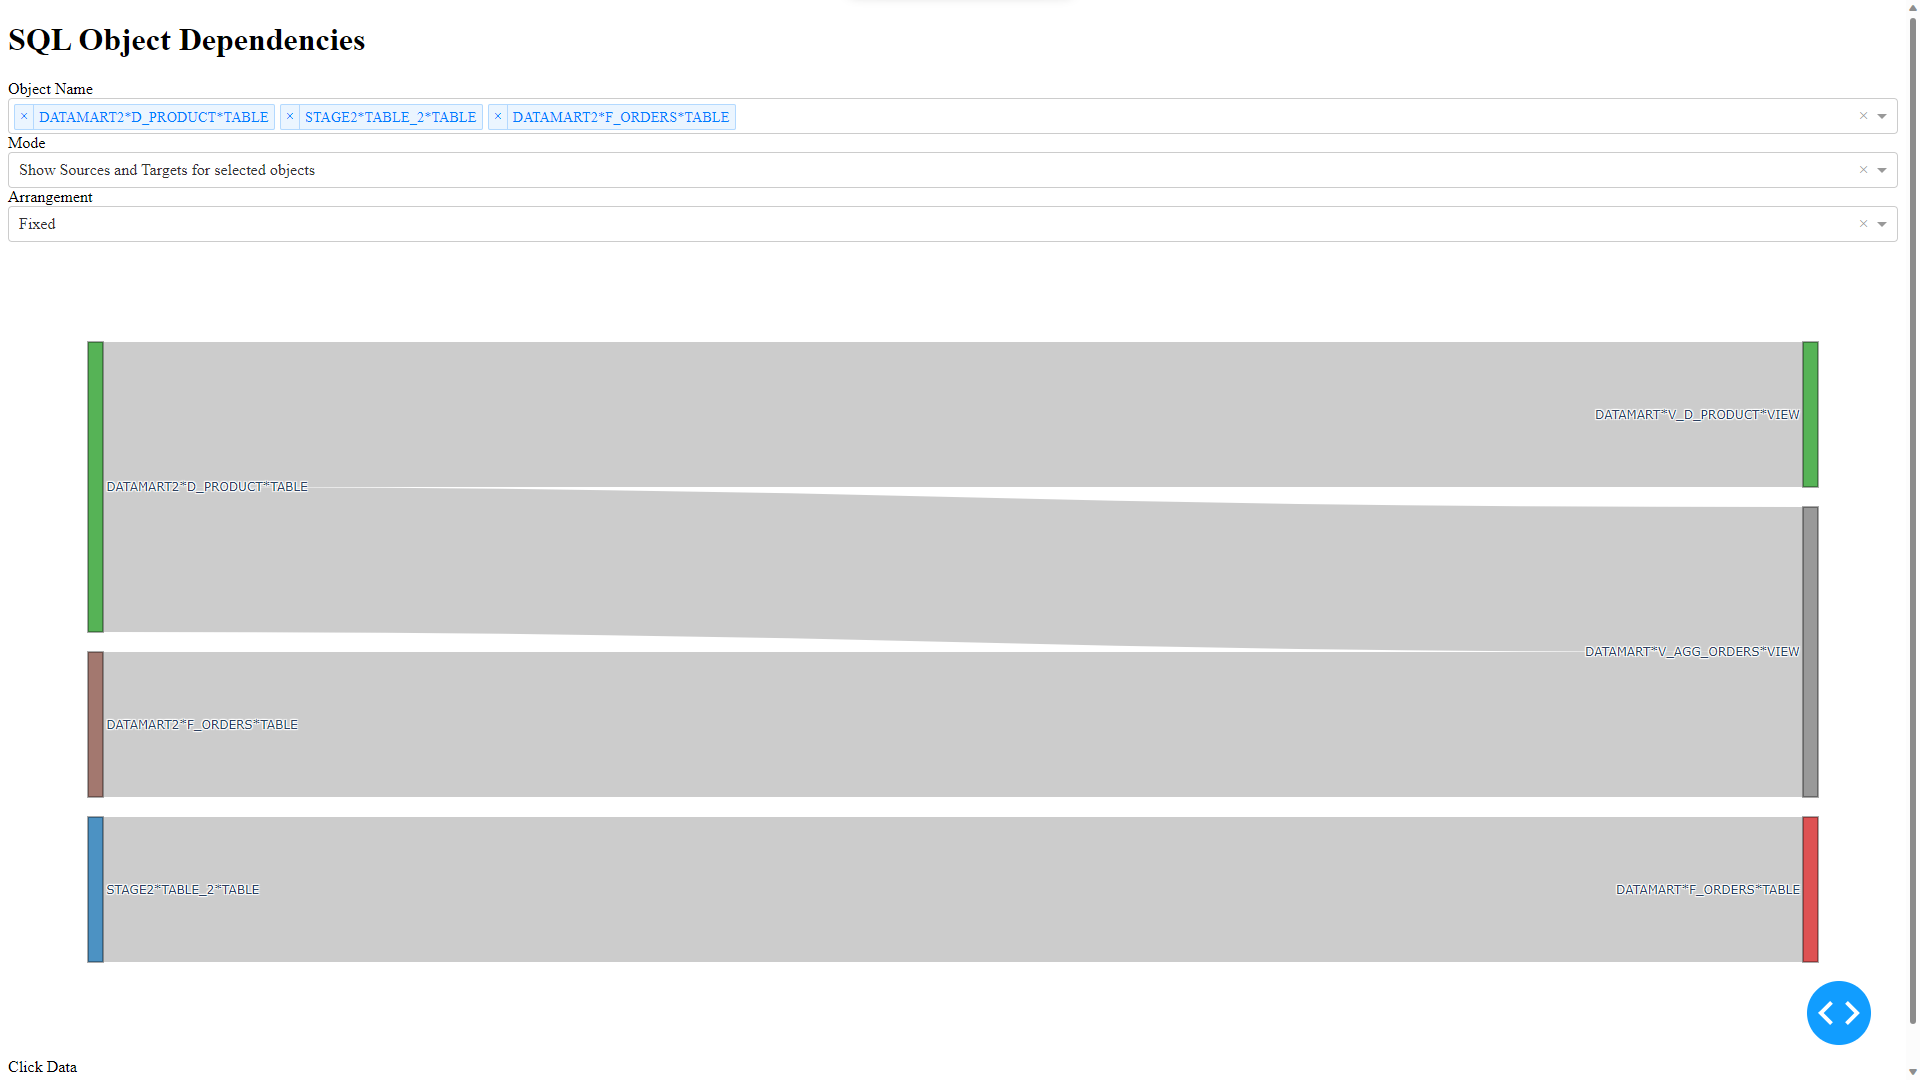 SQL Object Dependencies
Object Name
× DATAMART2*D_PRODUCT*TABLE × STAGE2*TABLE_2*TABLE × DATAMART2*F_ORDERS*TABLE ×
Mode
Show Sources and Targets for selected objects ×
Arrangement
Fixed ×
DATAMART*V_D_PRODUCT*VIEW
DATAMART2*D_PRODUCT*TABLE
DATAMART*V_AGG_ORDERS*VIEW
DATAMART2*F_ORDERS*TABLE
STAGE2*TABLE_2*TABLE
DATAMART*F_ORDERS*TABLE
Click Data